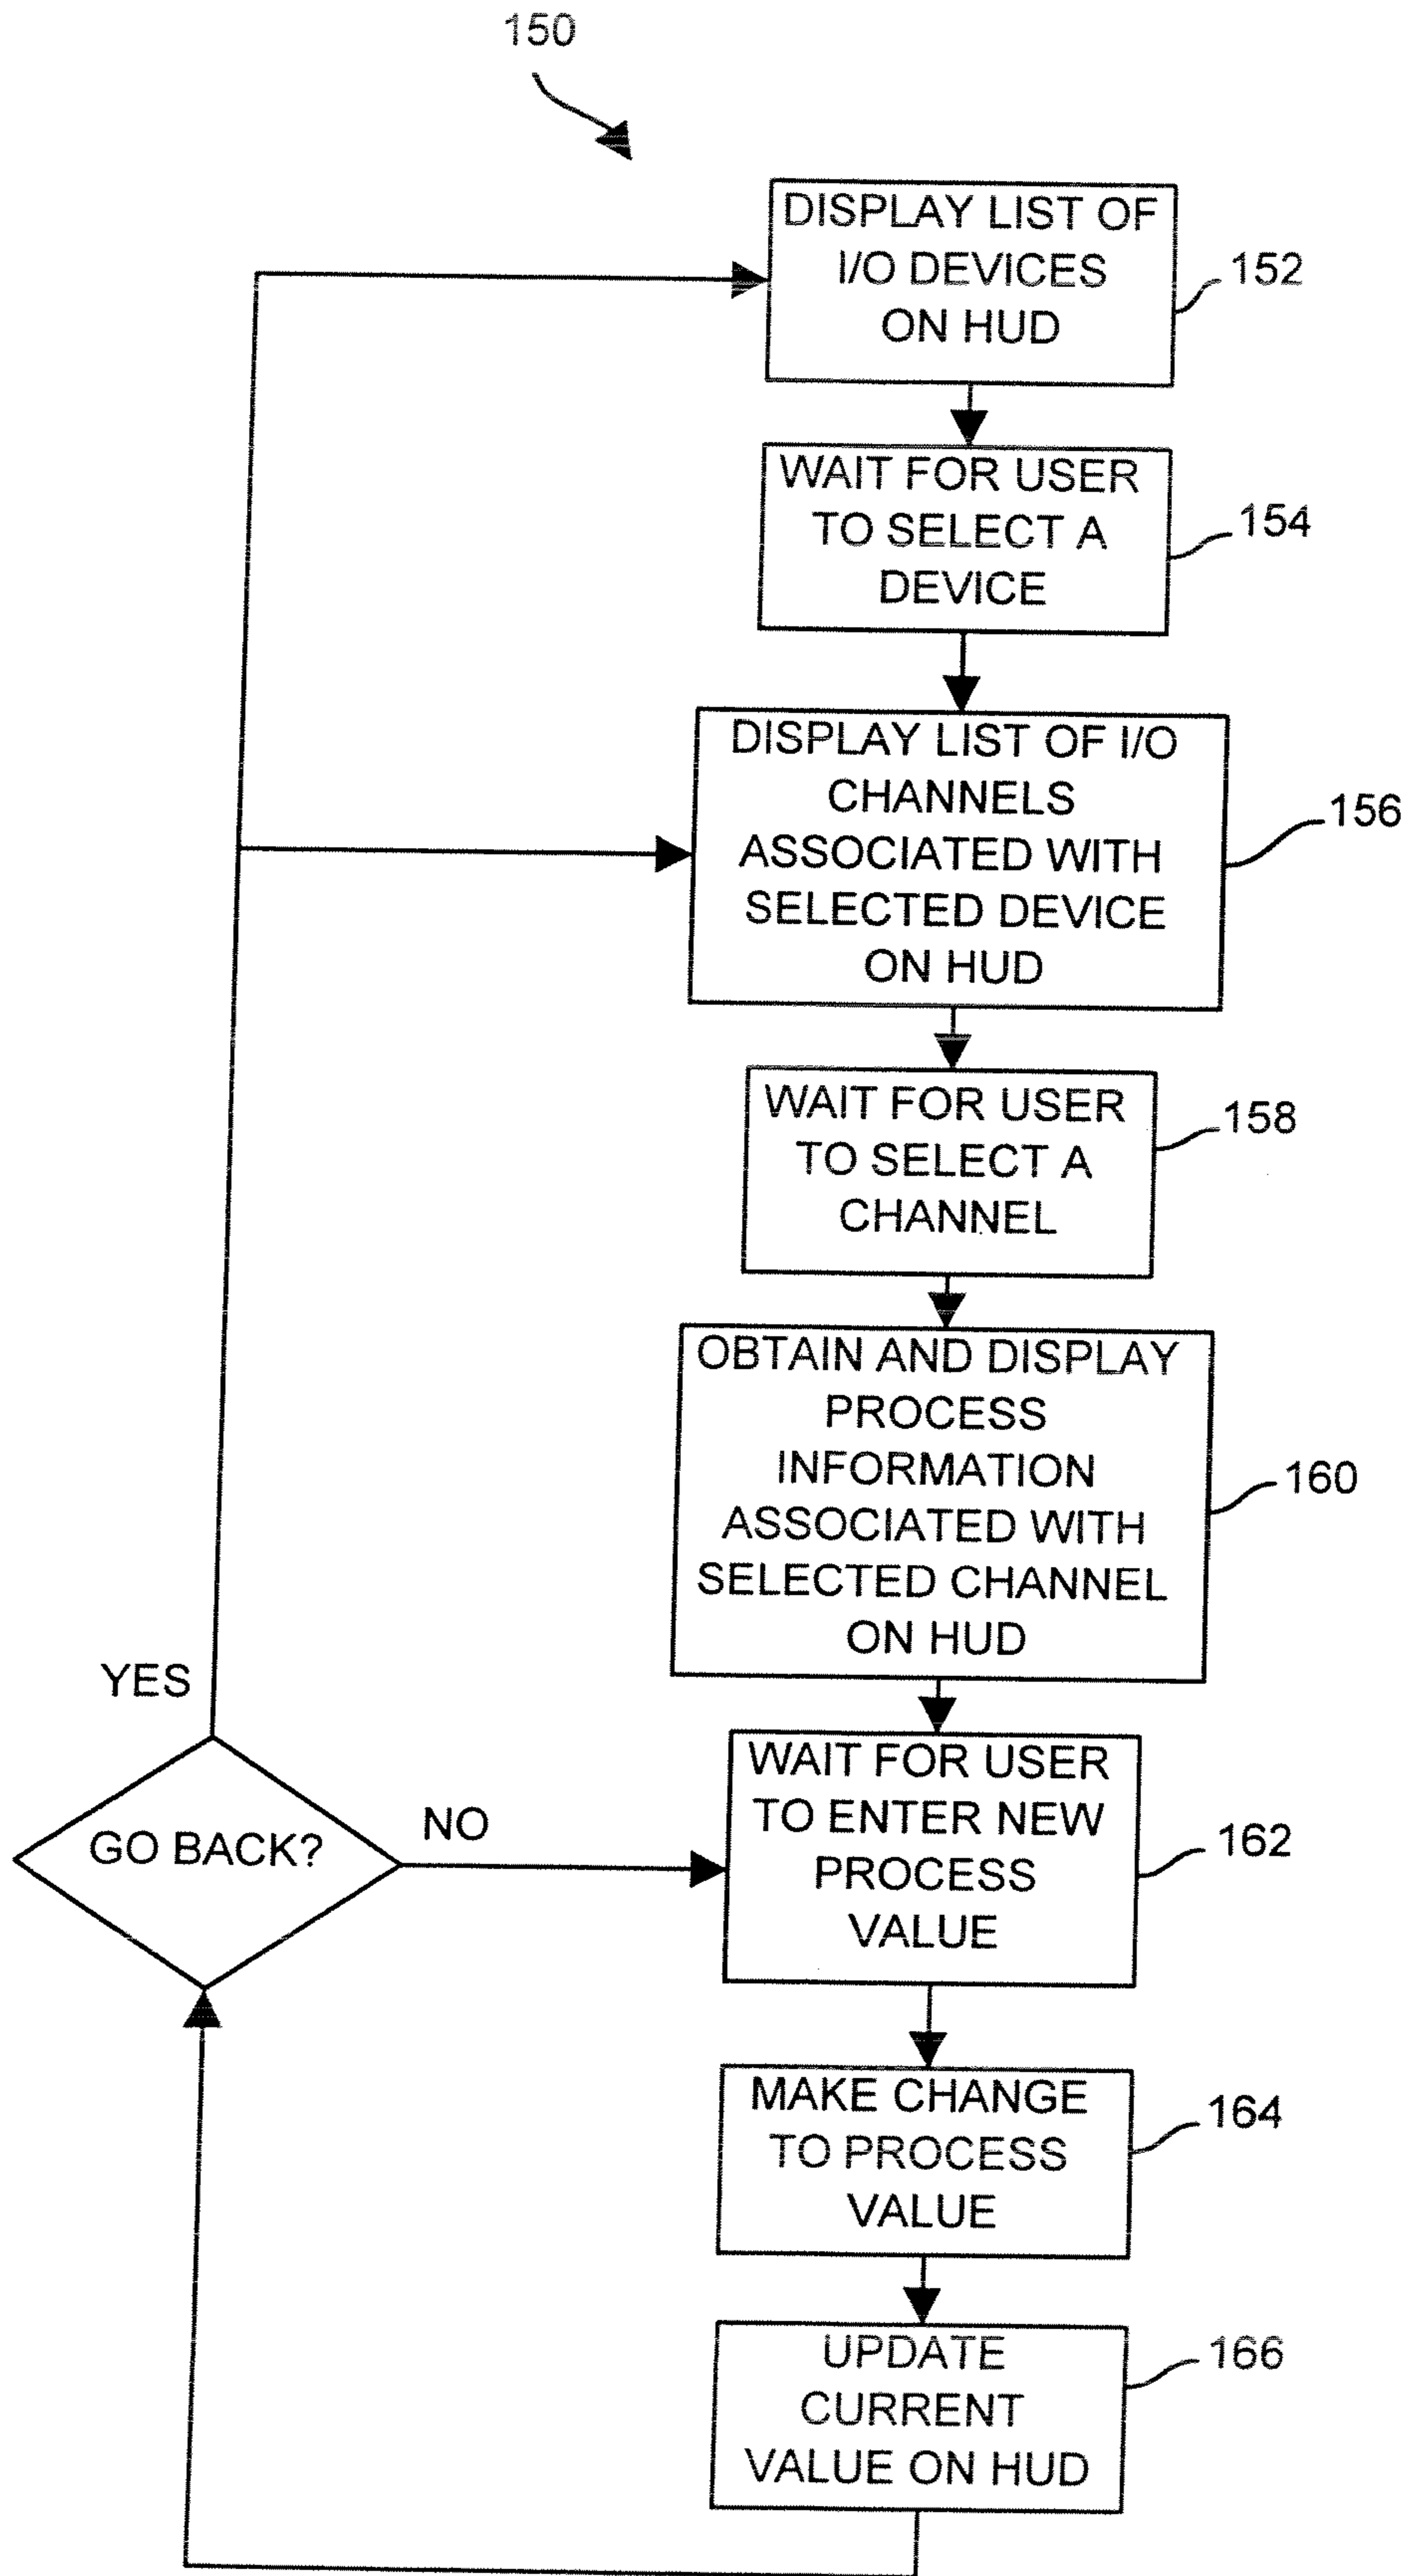 150
DISPLAY LIST OF
I/O DEVICES
ON HUD
152
WAIT FOR USER
TO SELECT A
DEVICE
154
DISPLAY LIST OF I/O
CHANNELS
ASSOCIATED WITH
SELECTED DEVICE
ON HUD
156
WAIT FOR USER
TO SELECT A
CHANNEL
158
OBTAIN AND DISPLAY
PROCESS
INFORMATION
ASSOCIATED WITH
SELECTED CHANNEL
ON HUD
160
YES
GO BACK?
NO
WAIT FOR USER
TO ENTER NEW
PROCESS
VALUE
162
MAKE CHANGE
TO PROCESS
VALUE
164
UPDATE
CURRENT
VALUE ON HUD
166